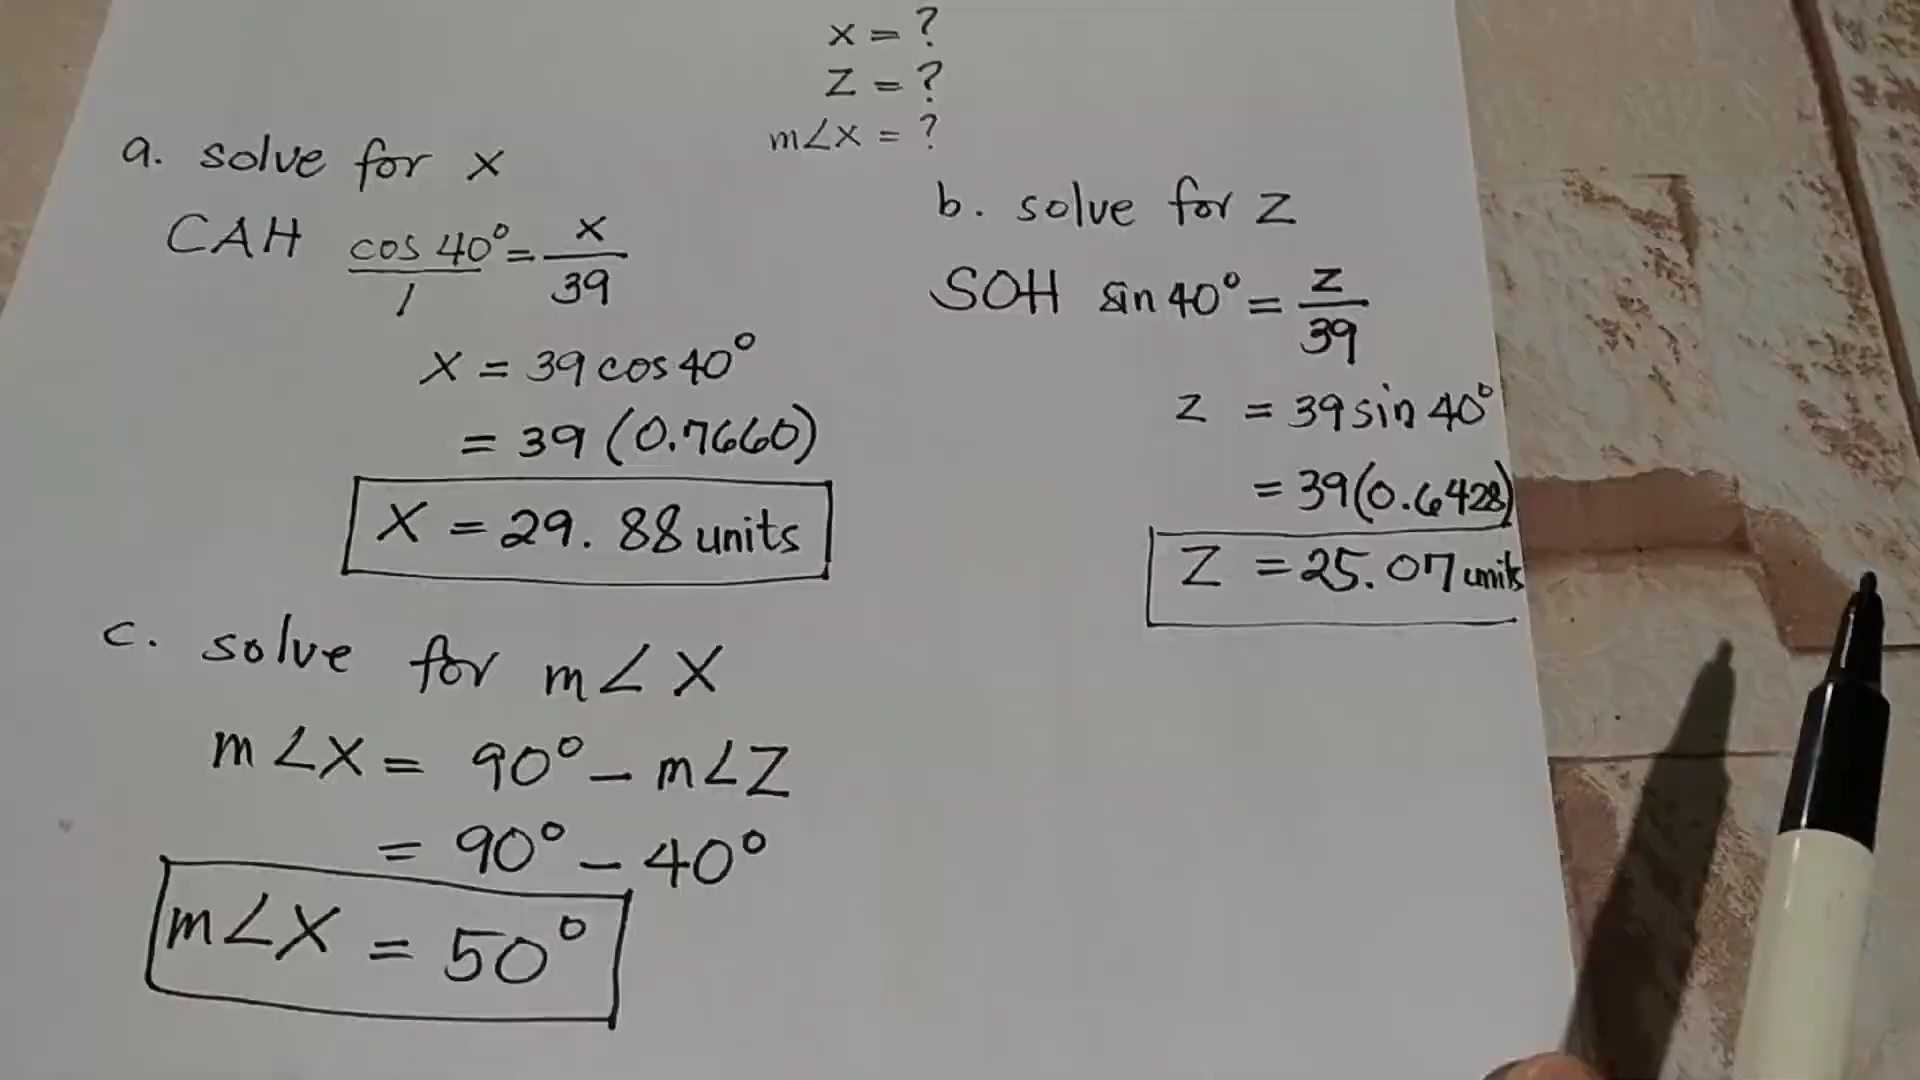 x = ?
z = ?
m∠X = ?
a. solve for x
CAH cos 40°/1 = x/39
x = 39 cos 40°
= 39 (0.7660)
X = 29.88 units
b. solve for z
SOH sin 40° = z/39
z = 39 sin 40°
= 39(0.6428)
Z = 25.07 units
c. solve for m∠X
m∠X = 90° - m∠Z
= 90° - 40°
m∠X = 50°